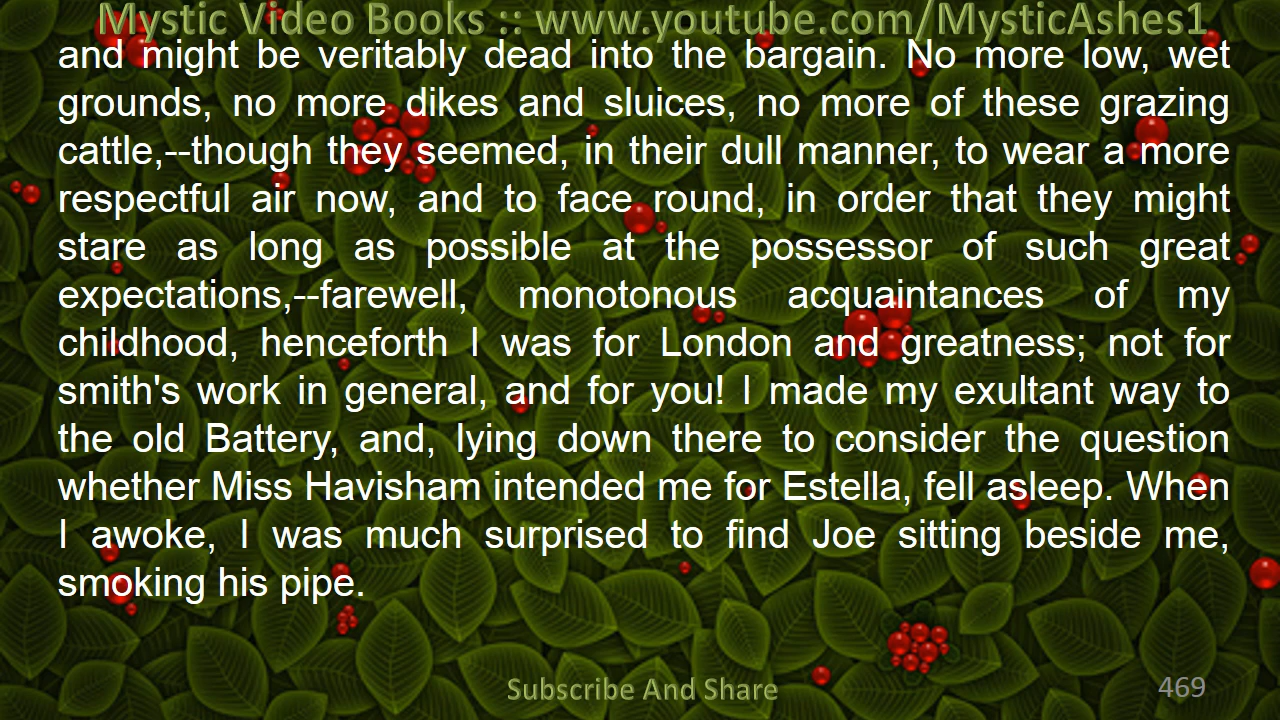 Mystic Video Books :: www.youtube.com/MysticAshes1
and might be veritably dead into the bargain. No more low, wet
grounds, no more dikes and sluices, no more of these grazing
cattle,--though they seemed, in their dull manner, to wear a more
respectful air now, and to face round, in order that they might
stare as long as possible at the possessor of such great
expectations,--farewell, monotonous acquaintances of my
childhood, henceforth I was for London and greatness; not for
smith's work in general, and for you! I made my exultant way to
the old Battery, and, lying down there to consider the question
whether Miss Havisham intended me for Estella, fell asleep. When
I awoke, I was much surprised to find Joe sitting beside me,
smoking his pipe.
Subscribe And Share
469